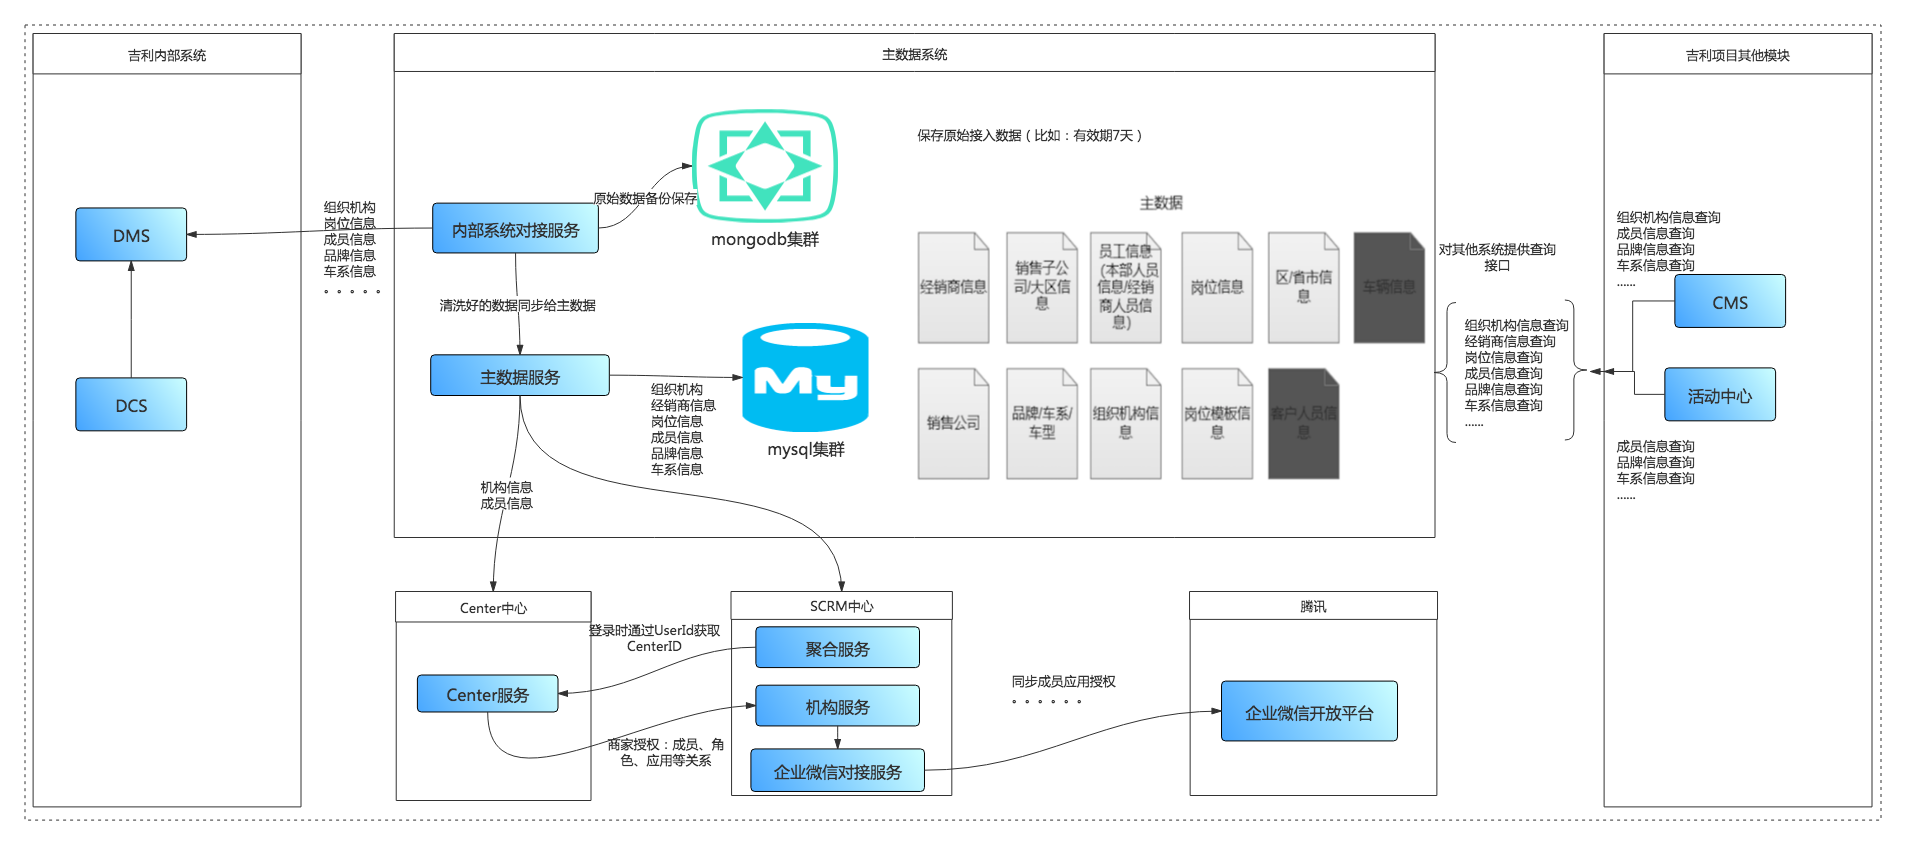 吉利内部系统
DMS
DCS
组织机构
岗位信息
成员信息
品牌信息
车系信息
。。。。。
主数据系统
内部系统对接服务
原始数据备份保存
mongodb集群
清洗好的数据同步给主数据
主数据服务
组织机构
经销商信息
岗位信息
成员信息
品牌信息
车系信息
My
mysql集群
机构信息
成员信息
保存原始接入数据（比如：有效期7天）
主数据
经销商信息
销售子公
司/大区信
息
员工信息
（本部人员
信息/经销
商人员信
息）
岗位信息
区/省市信
息
车辆信息
销售公司
品牌/车系/
车型
组织机构信
息
岗位模板信
息
客户人员信
息
对其他系统提供查询
接口
组织机构信息查询
经销商信息查询
岗位信息查询
成员信息查询
品牌信息查询
车系信息查询
......
吉利项目其他模块
组织机构信息查询
成员信息查询
品牌信息查询
车系信息查询
......
CMS
活动中心
成员信息查询
品牌信息查询
车系信息查询
......
Center中心
Center服务
登录时通过UserId获取
CenterID
商家授权：成员、角
色、应用等关系
SCRM中心
聚合服务
机构服务
企业微信对接服务
同步成员应用授权
。。。。。。
腾讯
企业微信开放平台